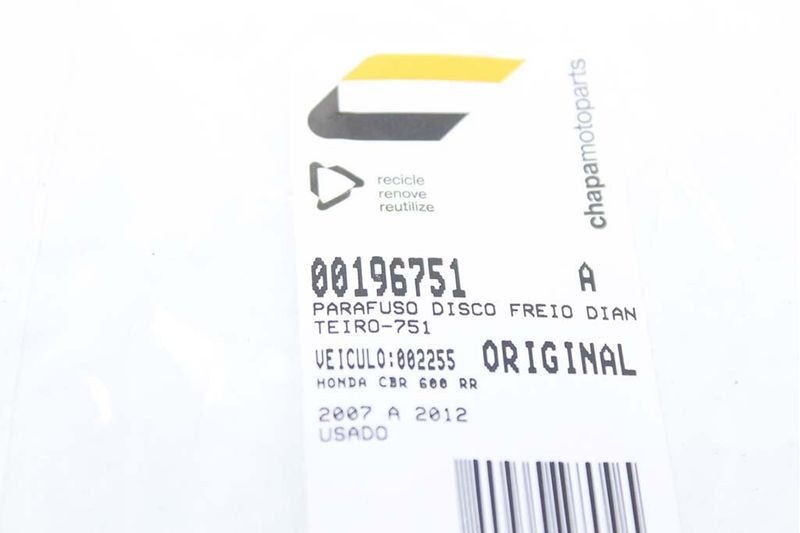 chapamotoparts
recicle
renove
reutilize
00196751 A
PARAFUSO DISCO FREIO DIAN
TEIRO-751
VEICULO:002255 ORIGINAL
HONDA CBR 600 RR
2007 A 2012
USADO